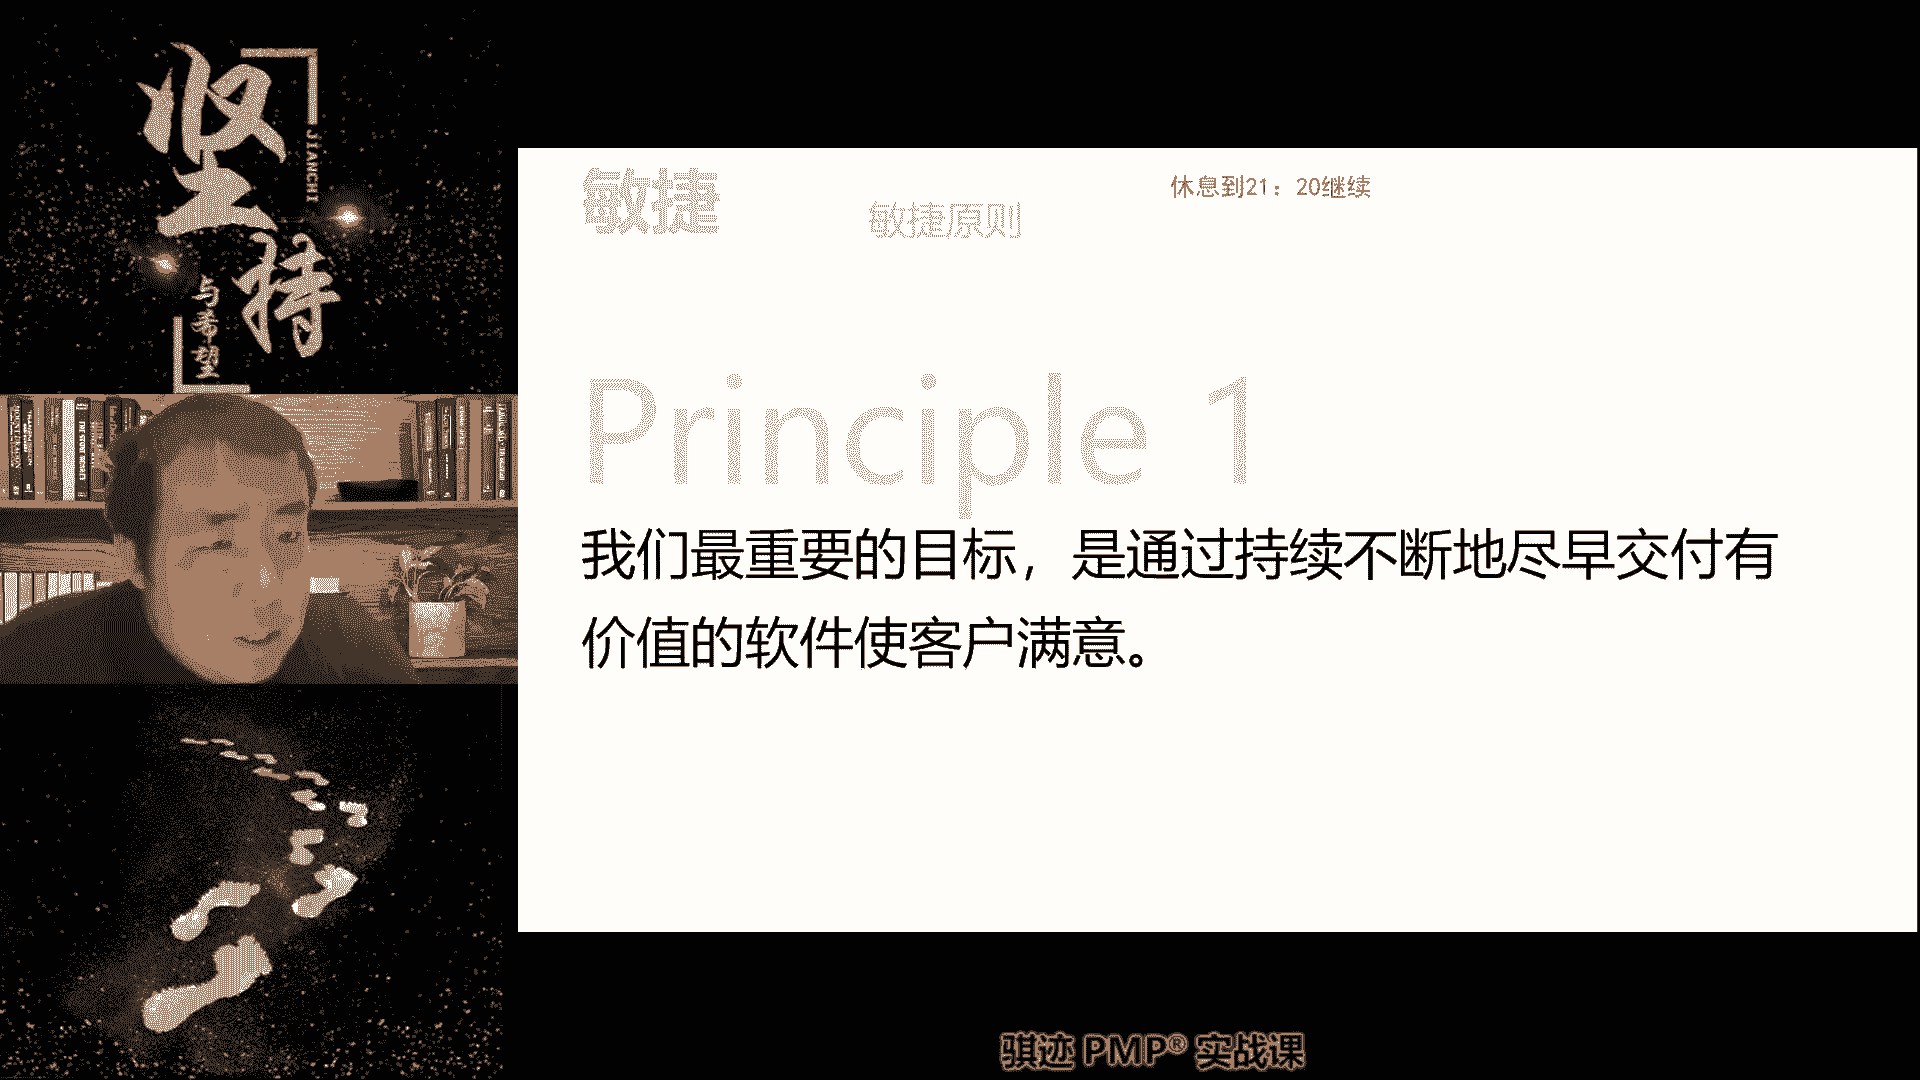 坚持
JIANCHI
与希望
敏捷
敏捷原则
休息到21：20继续
Principle 1
我们最重要的目标，是通过持续不断地尽早交付有
价值的软件使客户满意。
骐迹 PMP® 实战课